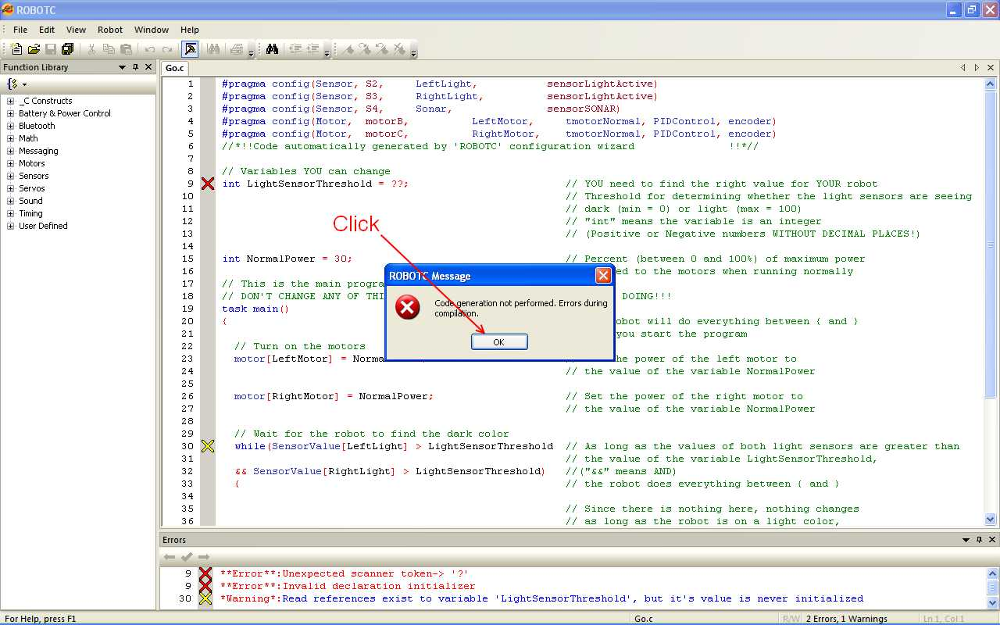 ROBOTC
File Edit View Robot Window Help
Function Library
Go.c
_C Constructs
Battery & Power Control
Bluetooth
Math
Messaging
Motors
Sensors
Servos
Sound
Timing
User Defined
1 #pragma config(Sensor, S2, LeftLight, sensorLightActive)
2 #pragma config(Sensor, S3, RightLight, sensorLightActive)
3 #pragma config(Sensor, S4, Sonar, sensorSONAR)
4 #pragma config(Motor, motorB, LeftMotor, tmotorNormal, PIDControl, encoder)
5 #pragma config(Motor, motorC, RightMotor, tmotorNormal, PIDControl, encoder)
6 //*!!Code automatically generated by 'ROBOTC' configuration wizard !!*//
7
8 // Variables YOU can change
9 int LightSensorThreshold = ??; // YOU need to find the right value for YOUR robot
10 // Threshold for determining whether the light sensors are seeing
11 // dark (min = 0) or light (max = 100)
12 // "int" means the variable is an integer
13 // (Positive or Negative numbers WITHOUT DECIMAL PLACES!)
Click
14
15 int NormalPower = 30; // Percent (between 0 and 100%) of maximum power
16 ed to the motors when running normally
17 // This is the main progra
18 // DON'T CHANGE ANY OF THI DOING!!!
19 task main()
20 { robot will do everything between { and }
21 you start the program
22 // Turn on the motors
23 motor[LeftMotor] = Norma the power of the left motor to
24 // the value of the variable NormalPower
25
26 motor[RightMotor] = NormalPower; // Set the power of the right motor to
27 // the value of the variable NormalPower
28
29 // Wait for the robot to find the dark color
30 while(SensorValue[LeftLight] > LightSensorThreshold // As long as the values of both light sensors are greater than
31 // the value of the variable LightSensorThreshold,
32 && SensorValue[RightLight] > LightSensorThreshold) //("&&" means AND)
33 { // the robot does everything between { and }
34
35 // Since there is nothing here, nothing changes
36 // as long as the robot is on a light color,
ROBOTC Message
Code generation not performed. Errors during
compilation.
OK
Errors
9 **Error**:Unexpected scanner token-> '?'
9 **Error**:Invalid declaration initializer
30 *Warning*:Read references exist to variable 'LightSensorThreshold', but it's value is never initialized
For Help, press F1 Go.c R/W 2 Errors, 1 Warnings Ln 1, Col 1